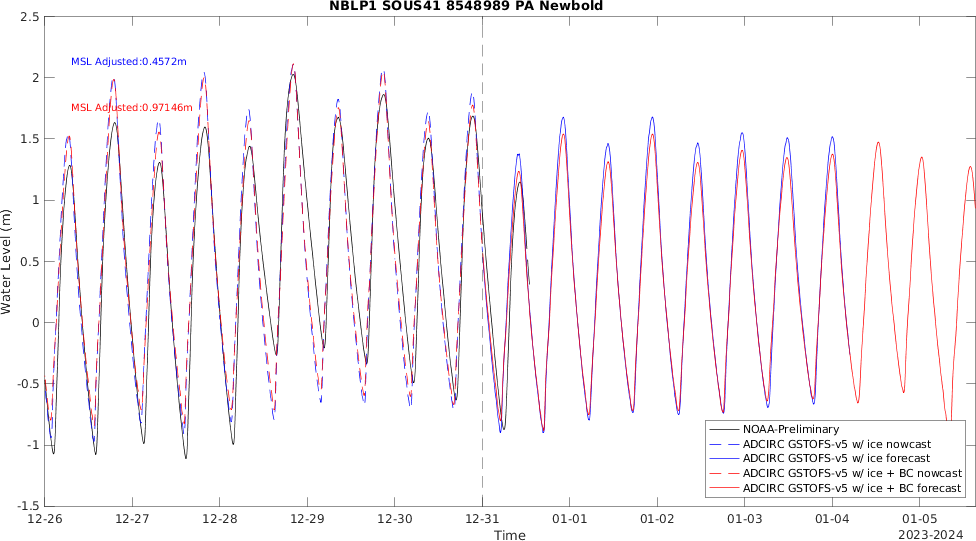 NBLP1 SOUS41 8548989 PA Newbold
2.5
2
1.5
1
0.5
0
-0.5
-1
-1.5
Water Level (m)
MSL Adjusted:0.4572m
MSL Adjusted:0.97146m
NOAA-Preliminary
ADCIRC GSTOFS-v5 w/ ice nowcast
ADCIRC GSTOFS-v5 w/ ice forecast
ADCIRC GSTOFS-v5 w/ ice + BC nowcast
ADCIRC GSTOFS-v5 w/ ice + BC forecast
12-26 12-27 12-28 12-29 12-30 12-31 01-01 01-02 01-03 01-04 01-05
Time
2023-2024